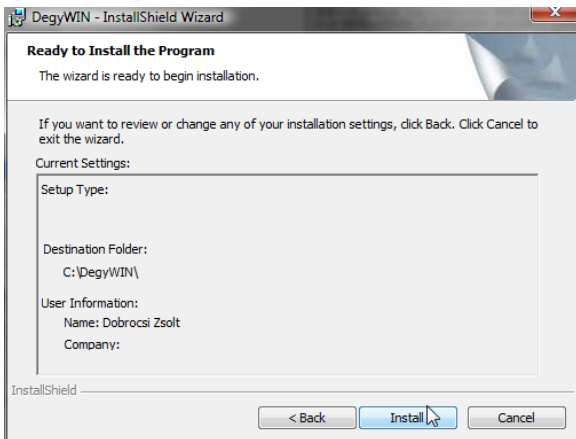 DegyWIN - InstallShield Wizard
Ready to Install the Program
The wizard is ready to begin installation.
If you want to review or change any of your installation settings, click Back. Click Cancel to
exit the wizard.
Current Settings:
Setup Type:
Destination Folder:
C:\DegyWIN\
User Information:
Name: Dobrocsi Zsolt
Company:
InstallShield
< Back
Install
Cancel